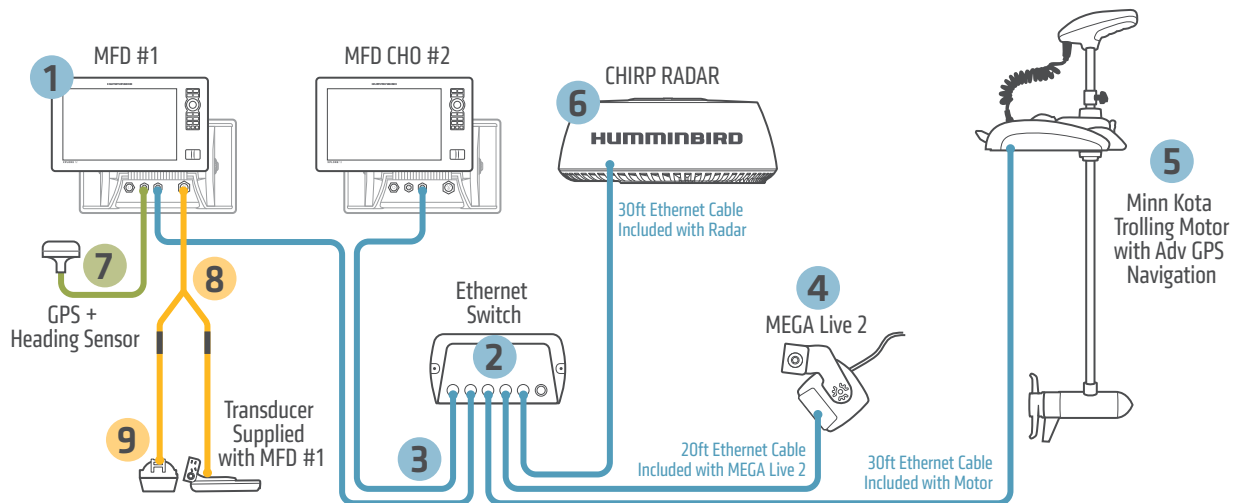 MFD #1
MFD CHO #2
CHIRP RADAR
1
6
HUMMINBIRD
HUMMINBIRD
HUMMINBIRD
5
Minn Kota
Trolling Motor
with Adv GPS
Navigation
30ft Ethernet Cable
Included with Radar
7
8
GPS +
Heading Sensor
Ethernet
Switch
2
4
MEGA Live 2
9
Transducer
Supplied
with MFD #1
3
20ft Ethernet Cable
Included with MEGA Live 2
30ft Ethernet Cable
Included with Motor